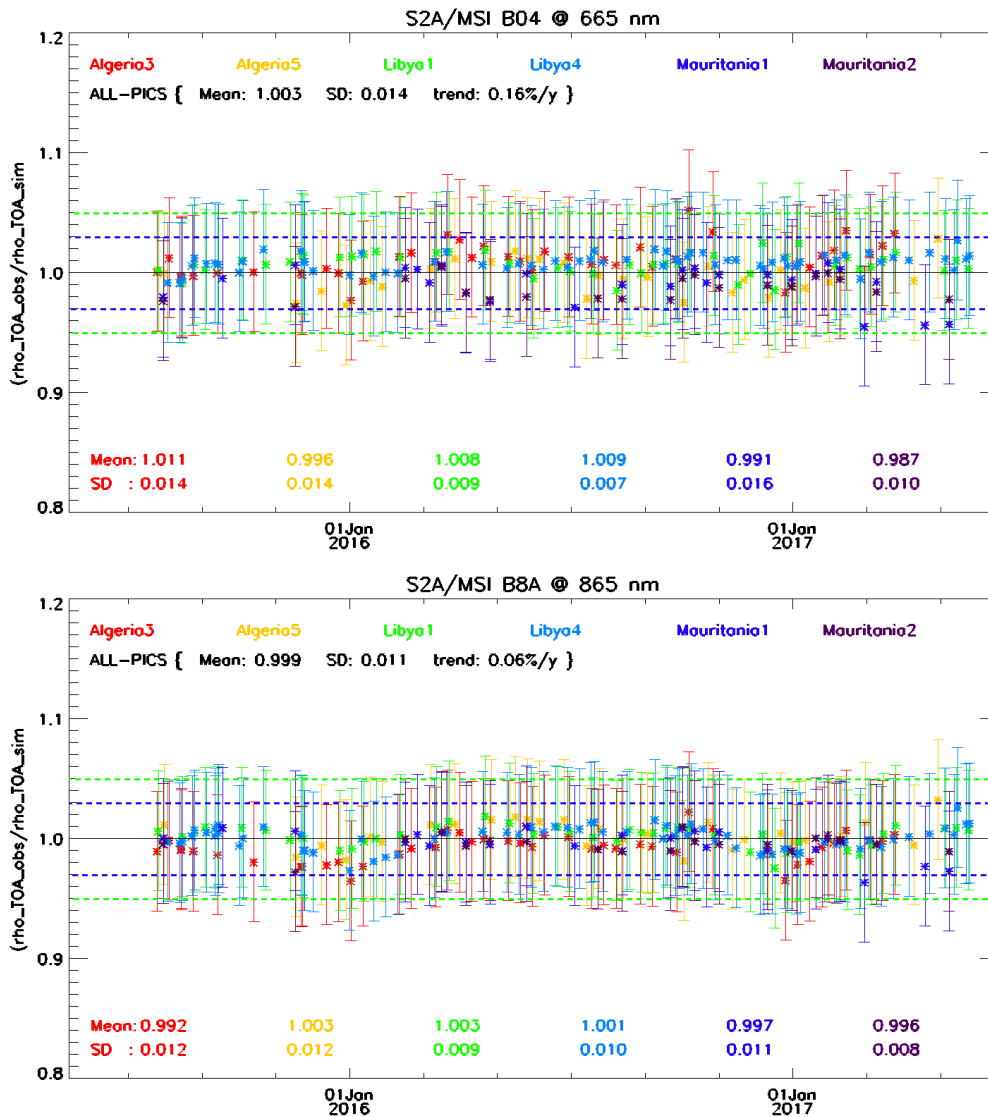 S2A/MSI B04 @ 665 nm
1.2
Algeria3 Algeria5 Libya1 Libya4 Mauritania1 Mauritania2
ALL-PICS { Mean: 1.003 SD: 0.014 trend: 0.16%/y }
1.1
1.0
0.9
0.8
(rho_TOA_obs/rho_TOA_sim
Mean: 1.011 0.996 1.008 1.009 0.991 0.987
SD : 0.014 0.014 0.009 0.007 0.016 0.010
01Jan 01Jan
2016 2017
S2A/MSI B8A @ 865 nm
1.2
Algeria3 Algeria5 Libya1 Libya4 Mauritania1 Mauritania2
ALL-PICS { Mean: 0.999 SD: 0.011 trend: 0.06%/y }
1.1
1.0
0.9
0.8
(rho_TOA_obs/rho_TOA_sim
Mean: 0.992 1.003 1.003 1.001 0.997 0.996
SD : 0.012 0.012 0.009 0.010 0.011 0.008
01Jan 01Jan
2016 2017